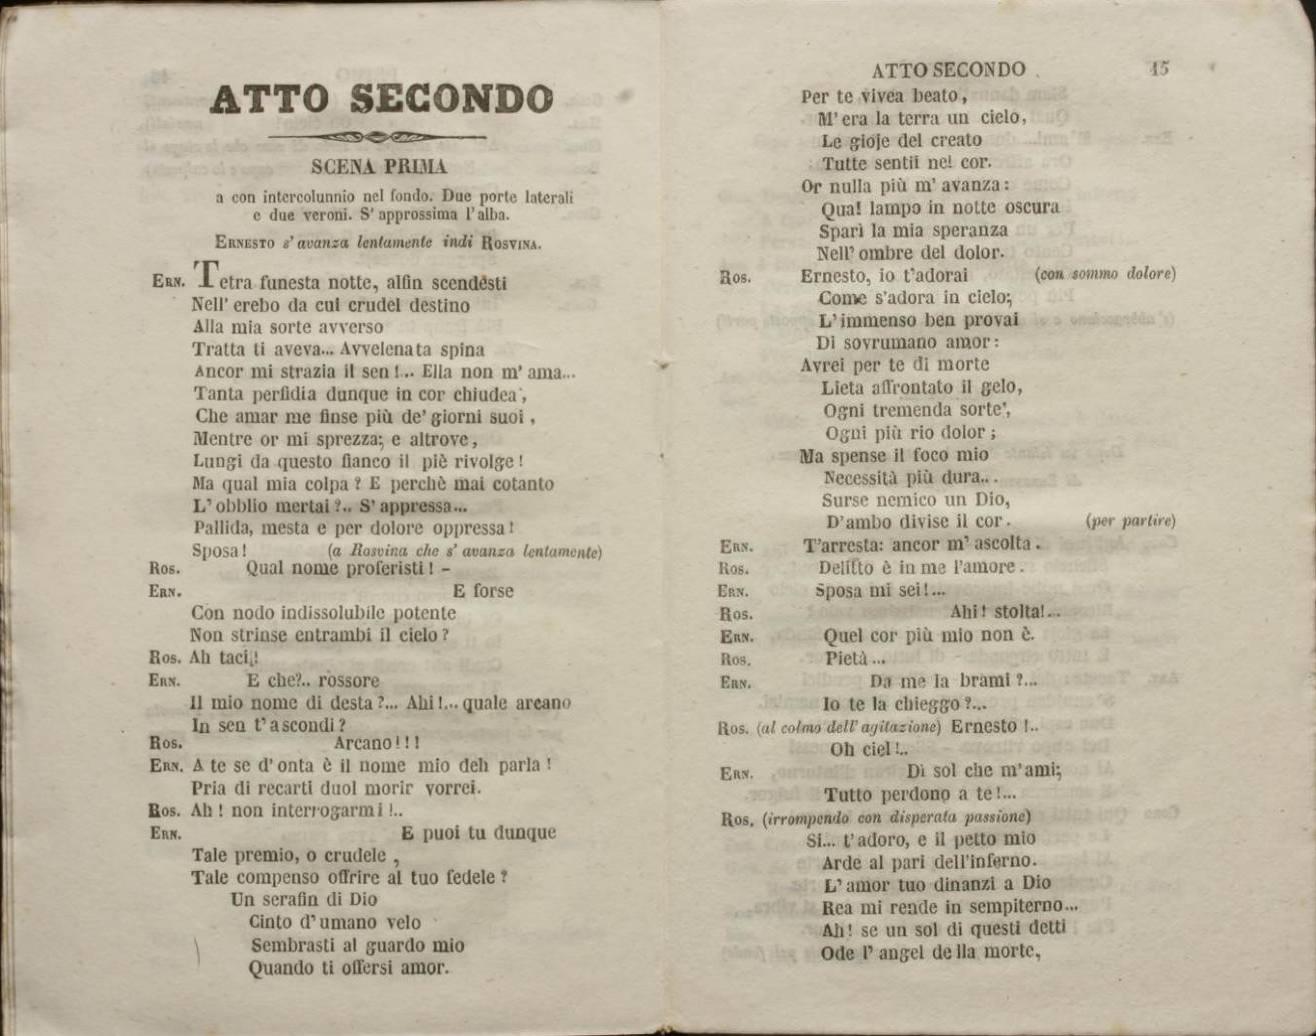 ATTO SECONDO
SCENA PRIMA
a con intercolunnio nel fondo. Due porte laterali
e due veroni. S' approssima l'alba.
ERNESTO s' avanza lentamente indi ROSVINA.
ERN. Tetra funesta notte, alfin scendesti
Nell' erebo da cui crudel destino
Alla mia sorte avverso
Tratta ti aveva... Avvelenata spina
Ancor mi strazia il sen!... Ella non m' ama...
Tanta perfidia dunque in cor chiudea,
Che amar me finse più de' giorni suoi,
Mentre or mi sprezza; e altrove,
Lungi da questo fianco il piè rivolge!
Ma qual mia colpa? E perchè mai cotanto
L' obblio mertai?.. S' appressa...
Pallida, mesta e per dolore oppressa!
Sposa! (a Rosvina che s' avanza lentamente)
ROS. Qual nome proferisti! -
ERN. E forse
Con nodo indissolubile potente
Non strinse entrambi il cielo?
ROS. Ah taci!
ERN. E che?.. rossore
Il mio nome di desta?... Ahi!... quale arcano
In sen t' ascondi?
ROS. Arcano!!!
ERN. A te se d' onta è il nome mio deh parla!
Pria di recarti duol morir vorrei.
ROS. Ah! non interrogarmi!..
ERN. E puoi tu dunque
Tale premio, o crudele,
Tale compenso offrire al tuo fedele?
Un serafin di Dio
Cinto d' umano velo
Sembrasti al guardo mio
Quando ti offersi amor.
ATTO SECONDO 15
Per te vivea beato,
M' era la terra un cielo,
Le gioje del creato
Tutte sentii nel cor.
Or nulla più m' avanza:
Qual lampo in notte oscura
Sparì la mia speranza
Nell' ombre del dolor.
ROS. Ernesto, io t'adorai (con sommo dolore)
Come s'adora in cielo;
L' immenso ben provai
Di sovrumano amor:
Avrei per te di morte
Lieta affrontato il gelo,
Ogni tremenda sorte,
Ogni più rio dolor;
Ma spense il foco mio
Necessità più dura...
Surse nemico un Dio,
D'ambo divise il cor. (per partire)
ERN. T'arresta: ancor m' ascolta.
ROS. Delitto è in me l'amore.
ERN. Sposa mi sei!...
ROS. Ahi! stolta!...
ERN. Quel cor più mio non è.
ROS. Pietà...
ERN. Da me la brami?...
Io te la chieggo?...
ROS. (al colmo dell' agitazione) Ernesto!..
Oh ciel!..
ERN. Di sol che m'ami;
Tutto perdono a te!...
ROS. (irrompendo con disperata passione)
Si... t' adoro, e il petto mio
Arde al pari dell'inferno.
L' amor tuo dinanzi a Dio
Rea mi rende in sempiterno...
Ah! se un sol di questi detti
Ode l' angel della morte,